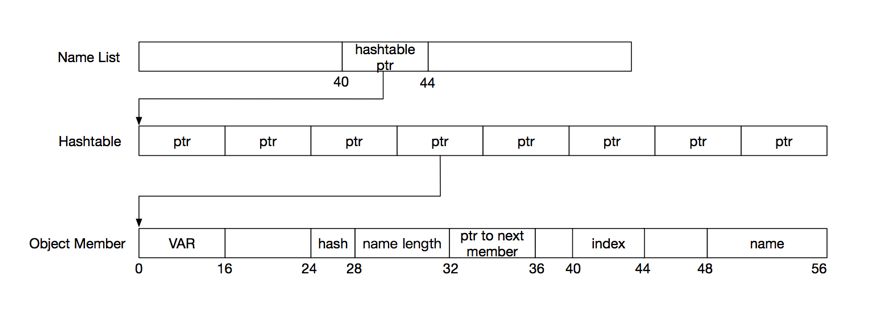 Name List
hashtable
ptr
40
44
Hashtable
ptr
ptr
ptr
ptr
ptr
ptr
ptr
ptr
Object Member
VAR
hash
name length
ptr to next
member
index
name
0
16
24
28
32
36
40
44
48
56